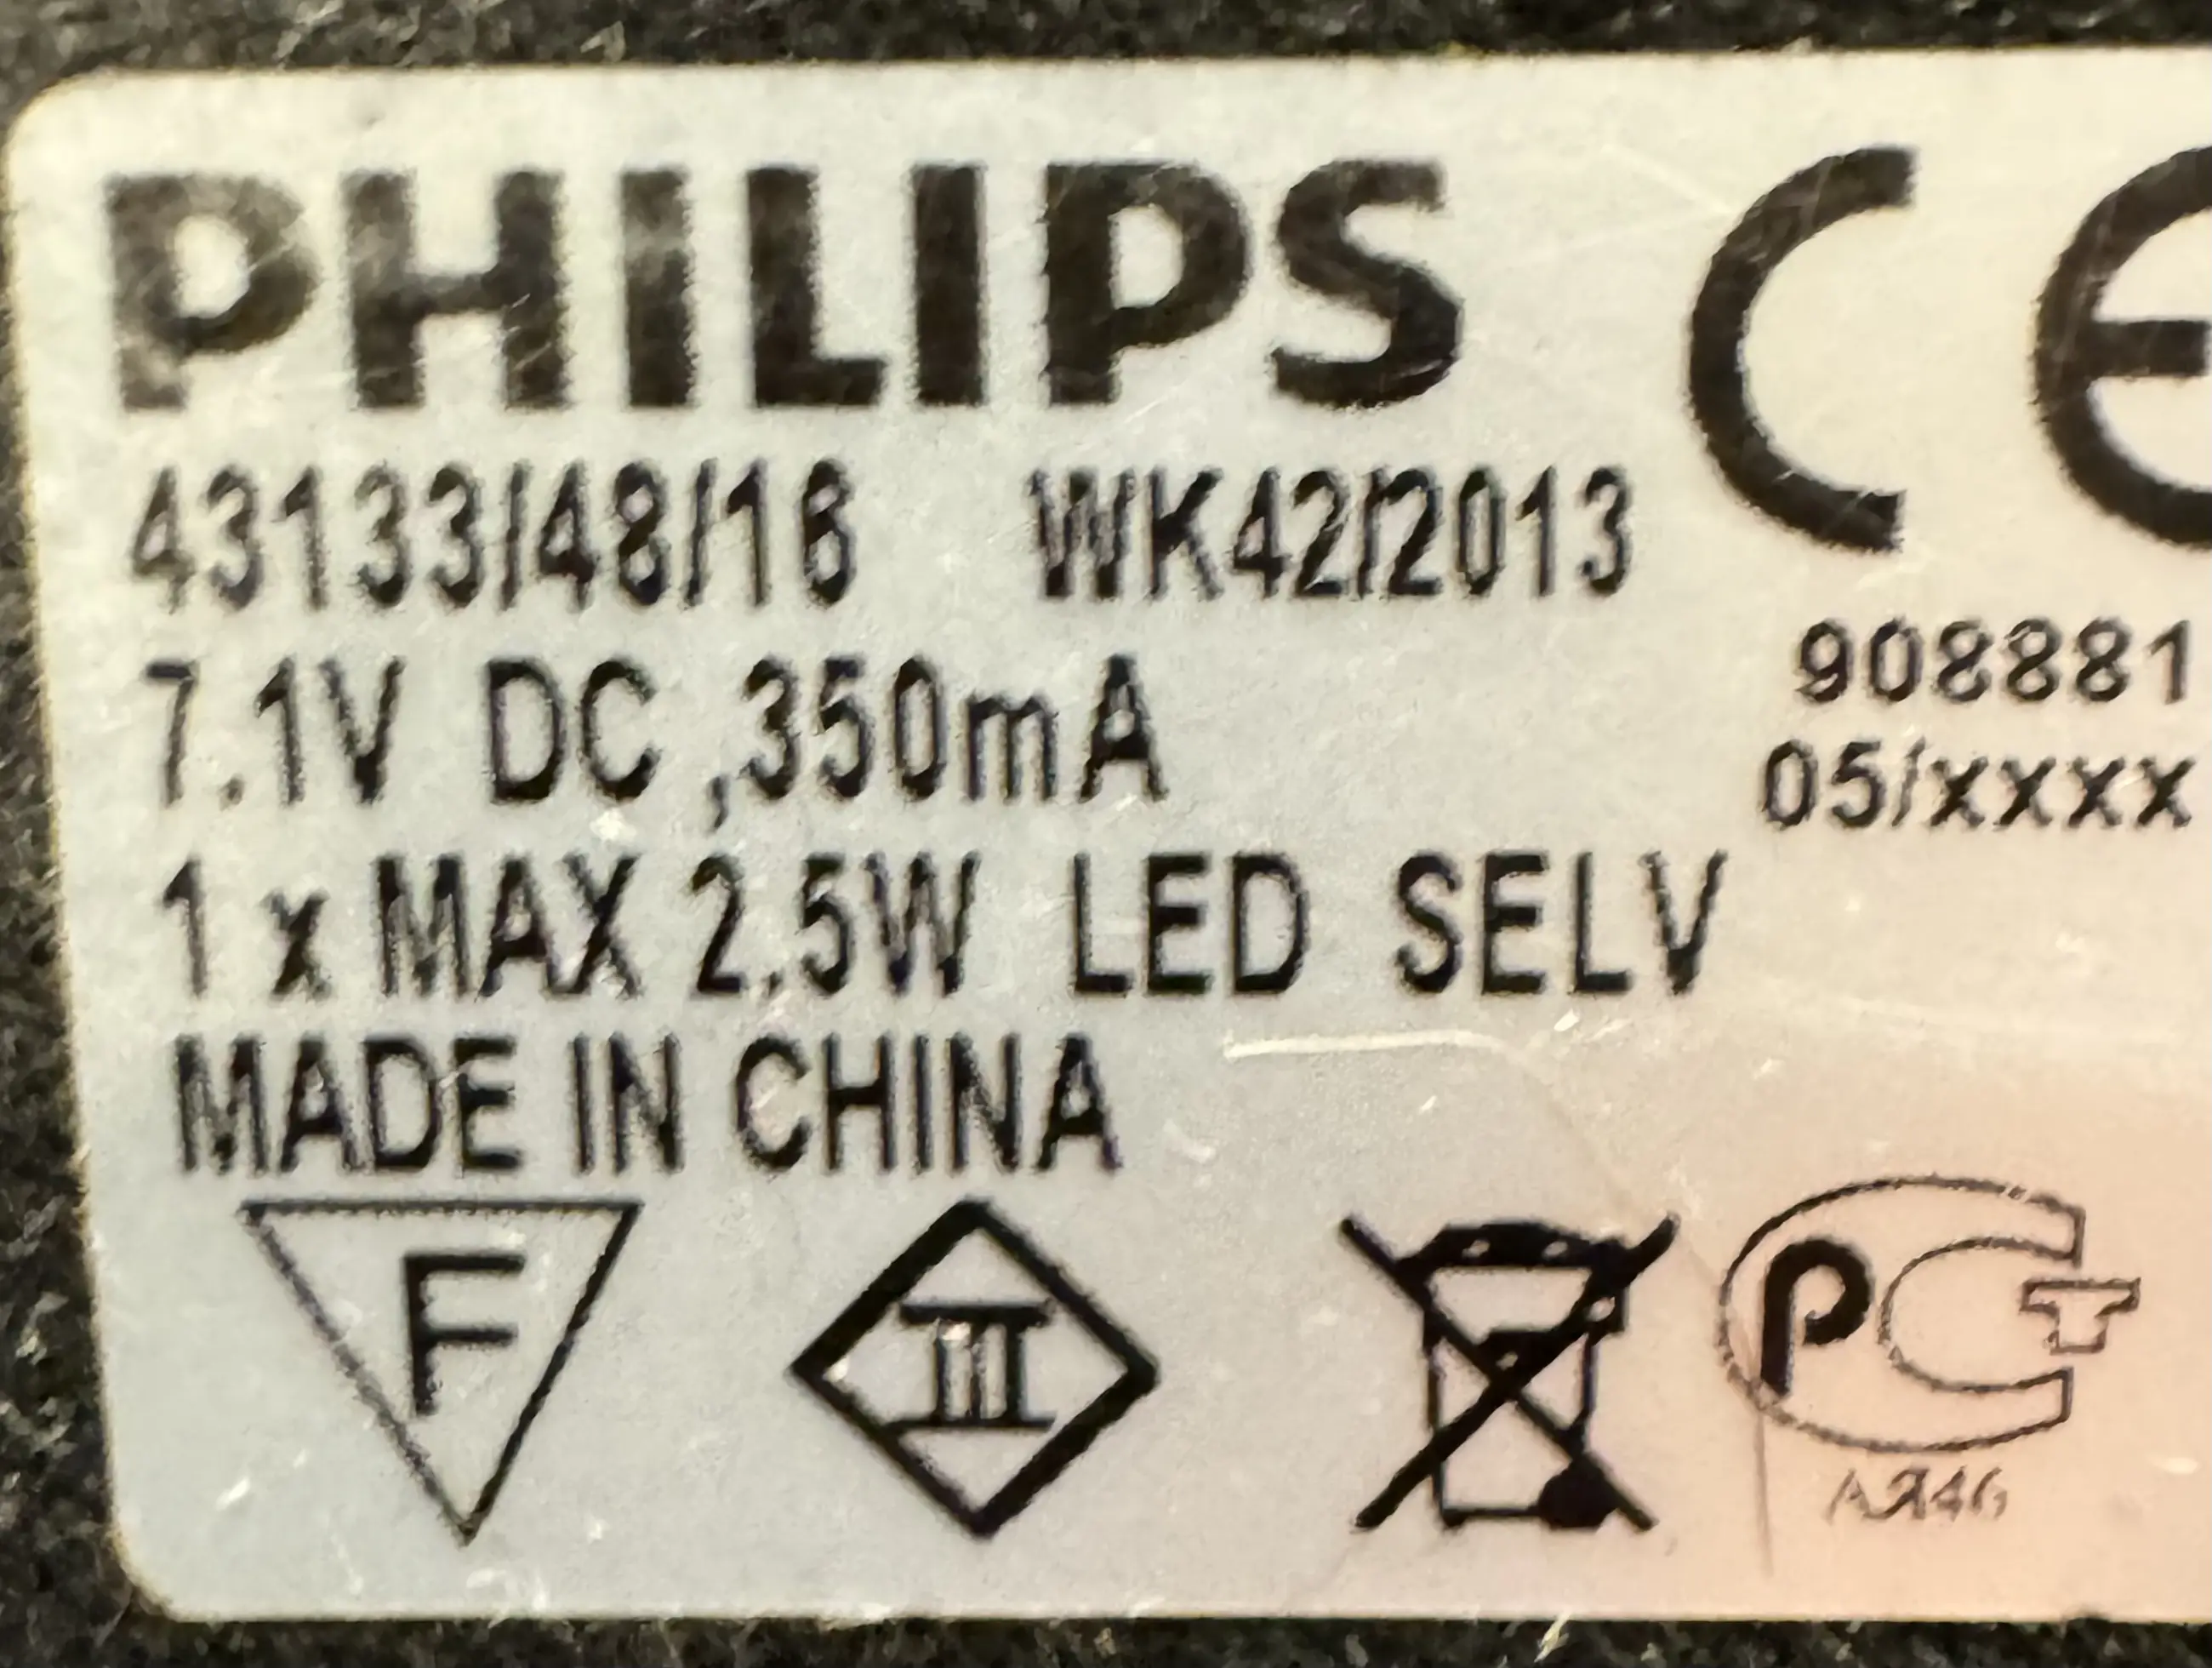 PHILIPS CE
43133/48/16 WK42/2013
908881
7.1V DC ,350mA
05/xxxx
1 x MAX 2.5W LED SELV
MADE IN CHINA
F
III
PCT